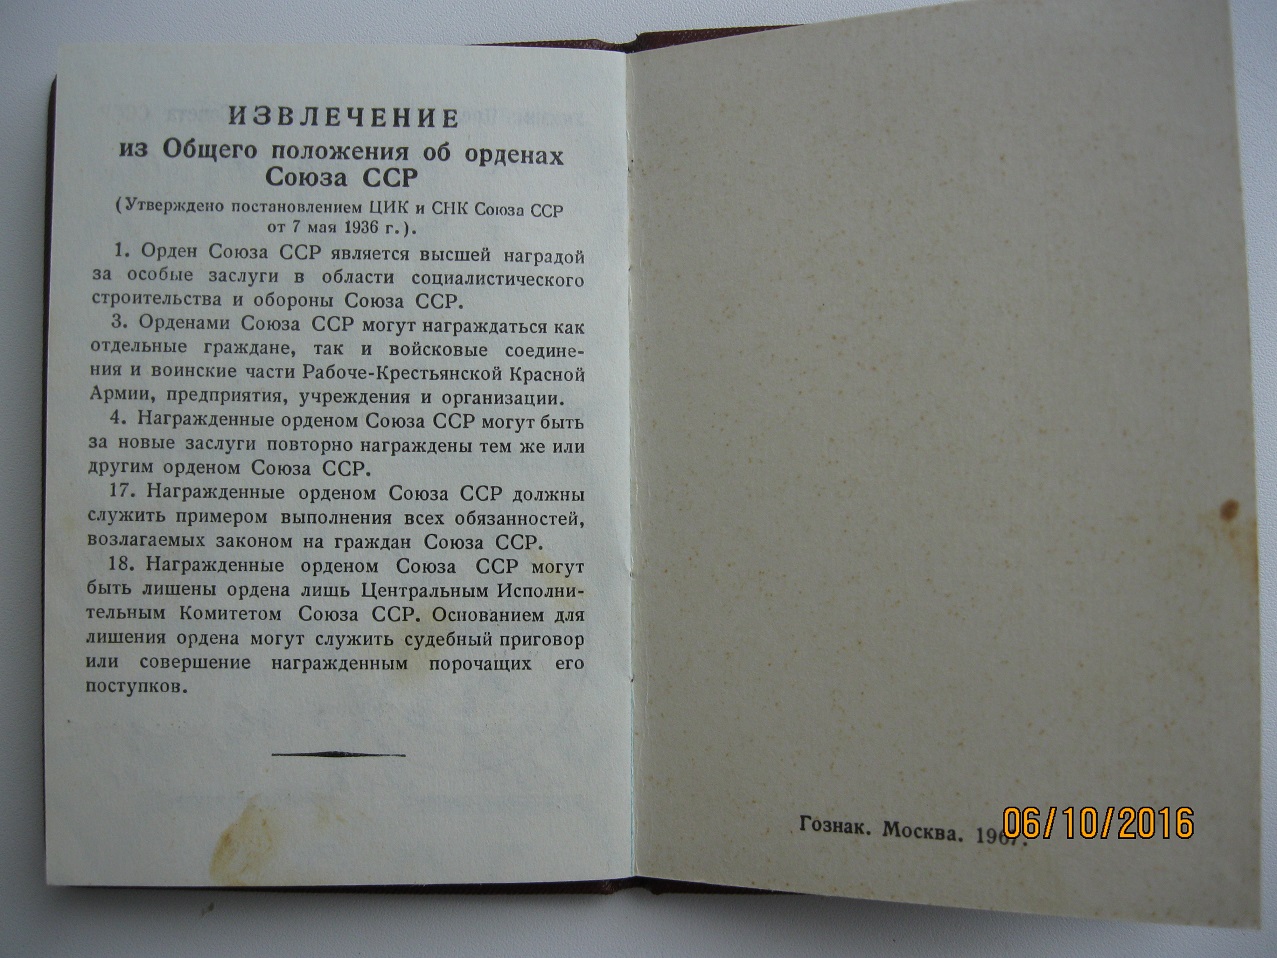 ИЗВЛЕЧЕНИЕ
из Общего положения об орденах
Союза ССР
(Утверждено постановлением ЦИК и СНК Союза ССР
от 7 мая 1936 г.).
1. Орден Союза ССР является высшей наградой
за особые заслуги в области социалистического
строительства и обороны Союза ССР.
3. Орденами Союза ССР могут награждаться как
отдельные граждане, так и войсковые соедине-
ния и воинские части Рабоче-Крестьянской Красной
Армии, предприятия, учреждения и организации.
4. Награжденные орденом Союза ССР могут быть
за новые заслуги повторно награждены тем же или
другим орденом Союза ССР.
17. Награжденные орденом Союза ССР должны
служить примером выполнения всех обязанностей,
возлагаемых законом на граждан Союза ССР.
18. Награжденные орденом Союза ССР могут
быть лишены ордена лишь Центральным Исполни-
тельным Комитетом Союза ССР. Основанием для
лишения ордена могут служить судебный приговор
или совершение награжденным порочащих его
поступков.
Гознак. Москва. 1967.
06/10/2016